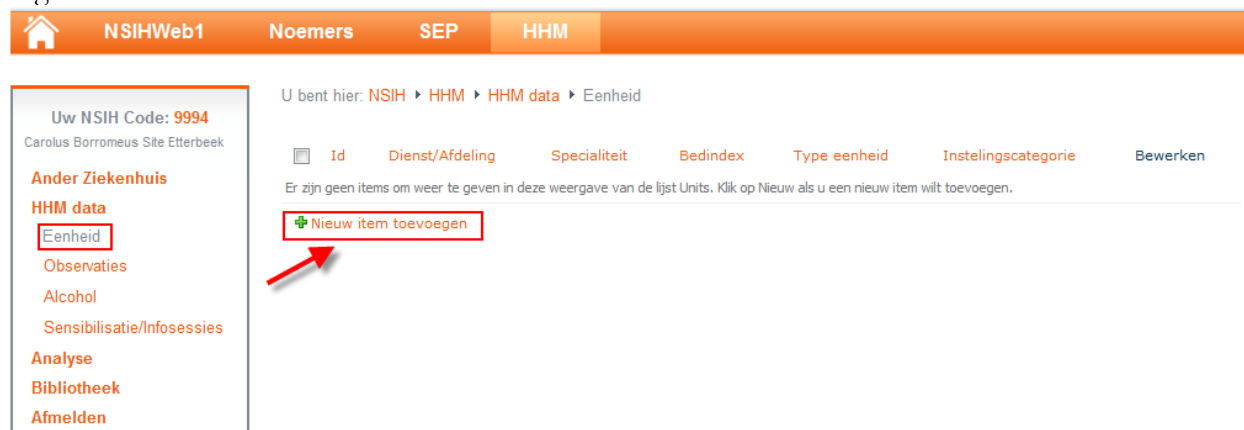 NSIHWeb1 Noemers SEP HHM
Uw NSIH Code: 9994
Carolus Borromeus Site Etterbeek
Ander Ziekenhuis
HHM data
Eenheid
Observaties
Alcohol
Sensibilisatie/Infosessies
Analyse
Bibliotheek
Afmelden
U bent hier: NSIH HHM HHM data Eenheid
Id Dienst/Afdeling Specialiteit Bedindex Type eenheid Instelingscategorie Bewerken
Er zijn geen items om weer te geven in deze weergave van de lijst Units. Klik op Nieuw als u een nieuw item wilt toevoegen.
Nieuw item toevoegen